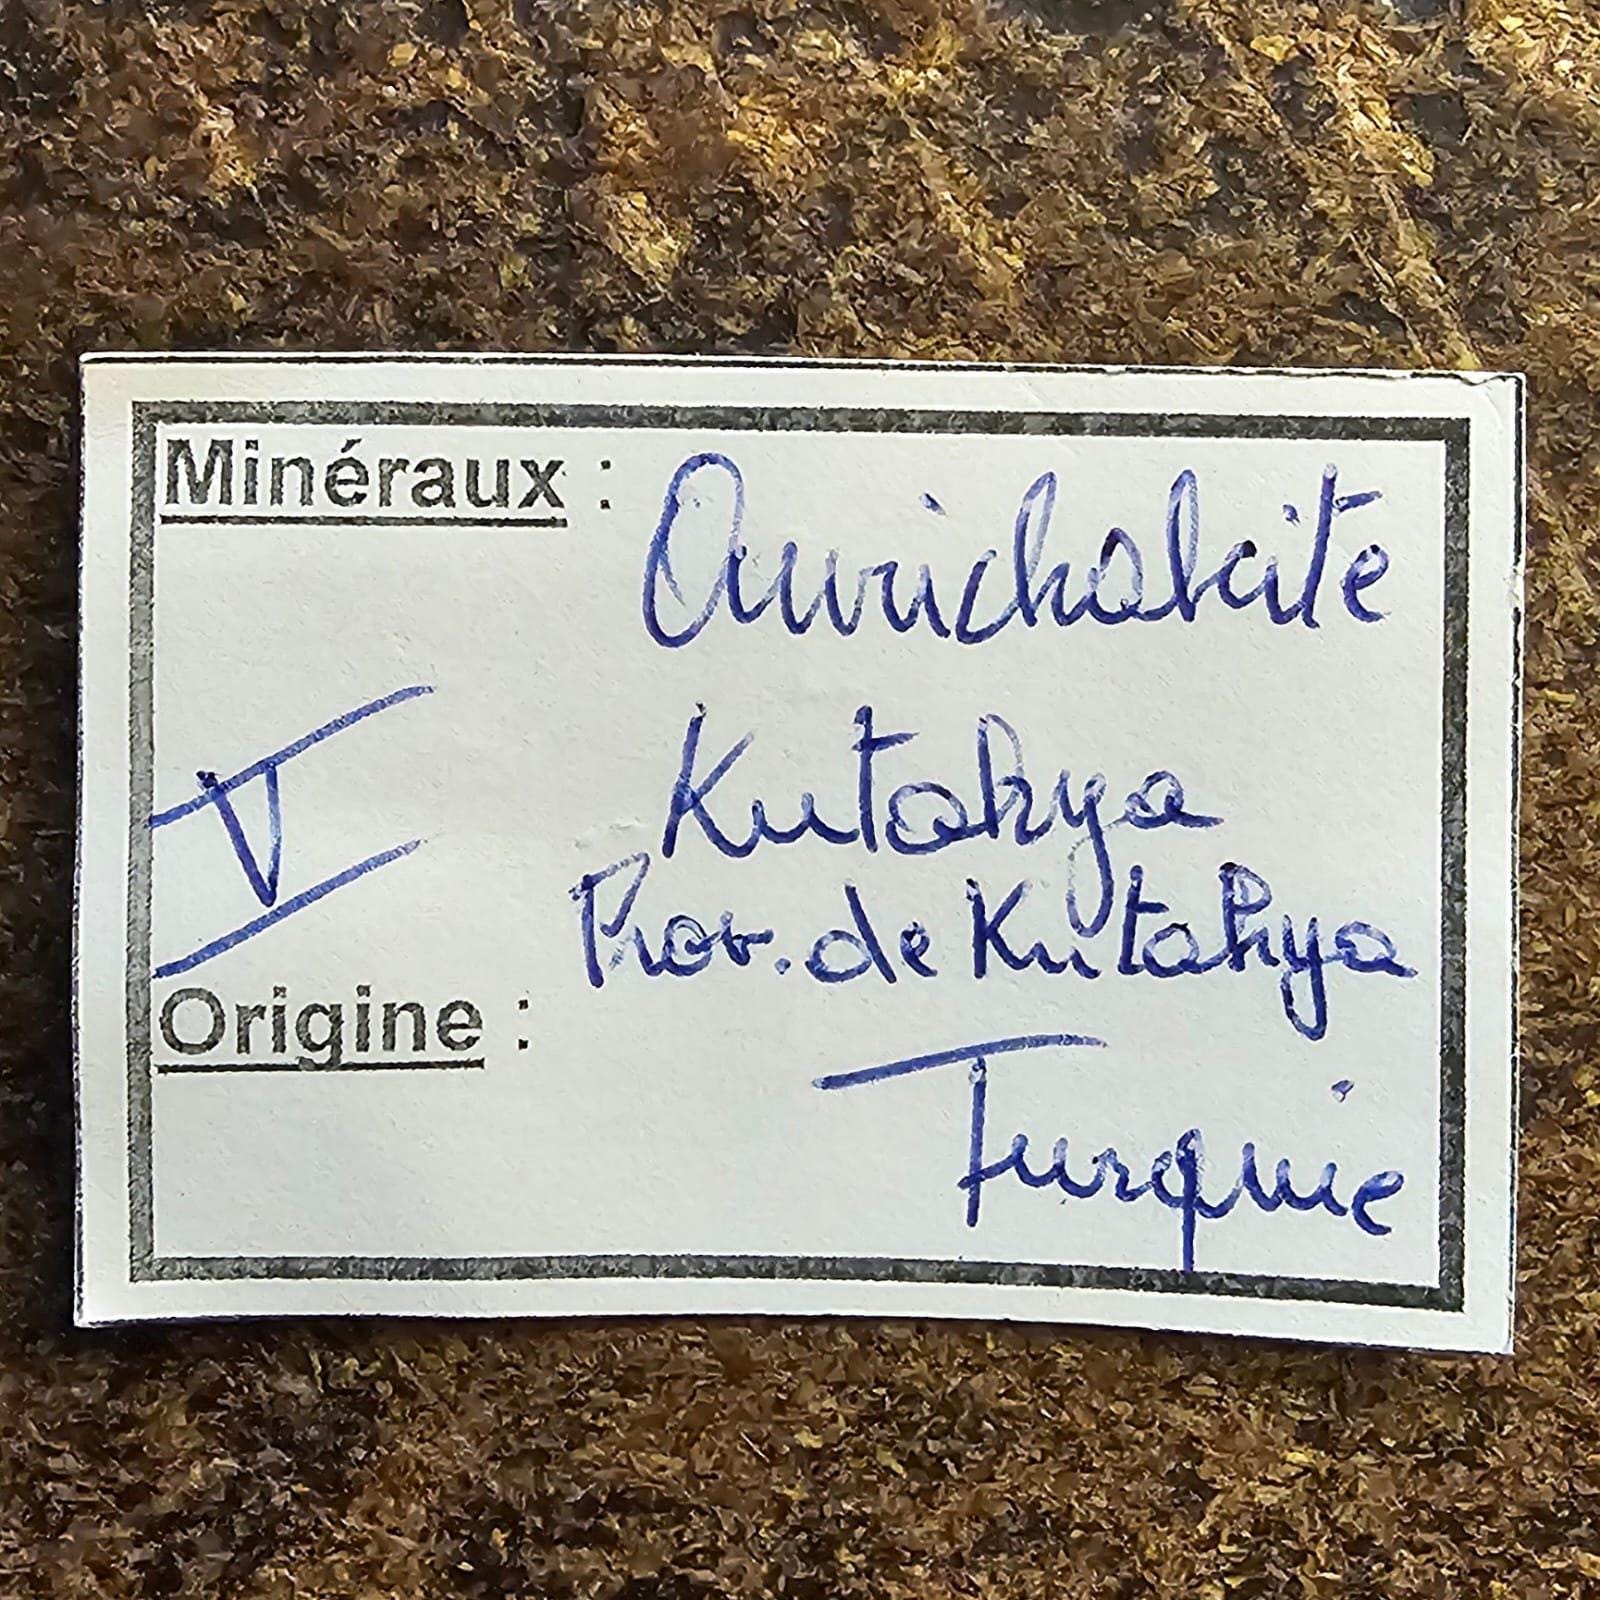 Minéraux : Aurichalcite
Kutahya
V
Prov. de Kutahya
Origine :
Turquie